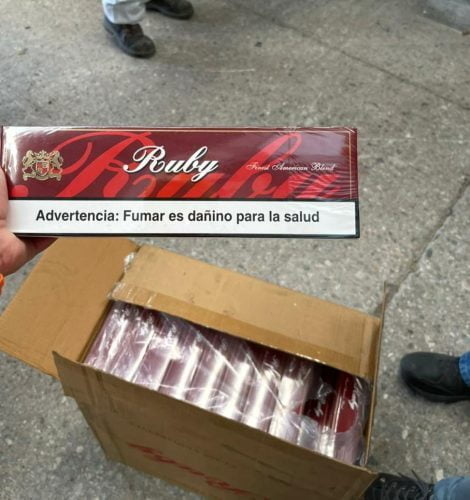 Ruby
Finest American Blend
Advertencia: Fumar es dañino para la salud